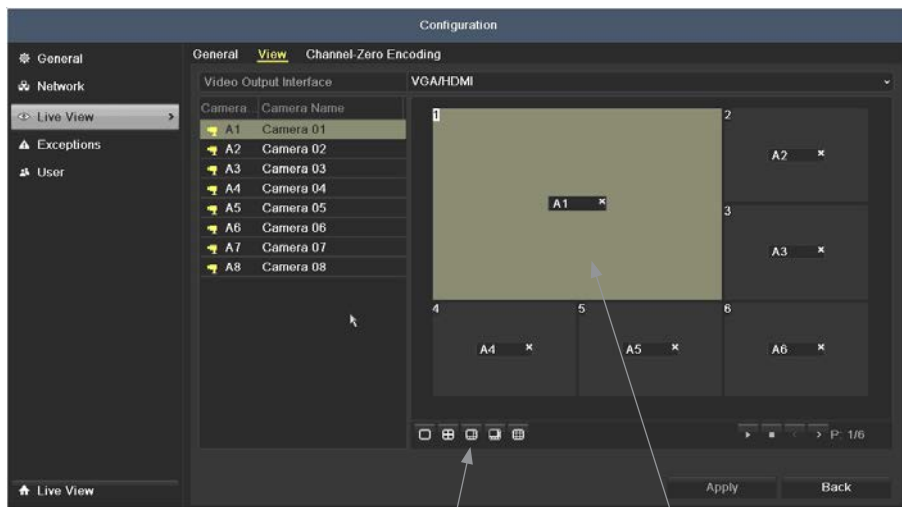 Configuration
General
Network
Live View
Exceptions
User
Live View
General View Channel-Zero Encoding
Video Output Interface VGA/HDMI
Camera Camera Name
A1 Camera 01
A2 Camera 02
A3 Camera 03
A4 Camera 04
A5 Camera 05
A6 Camera 06
A7 Camera 07
A8 Camera 08
1
A1 ×
2
A2 ×
3
A3 ×
4
A4 ×
5
A5 ×
6
A6 ×
P: 1/6
Apply Back